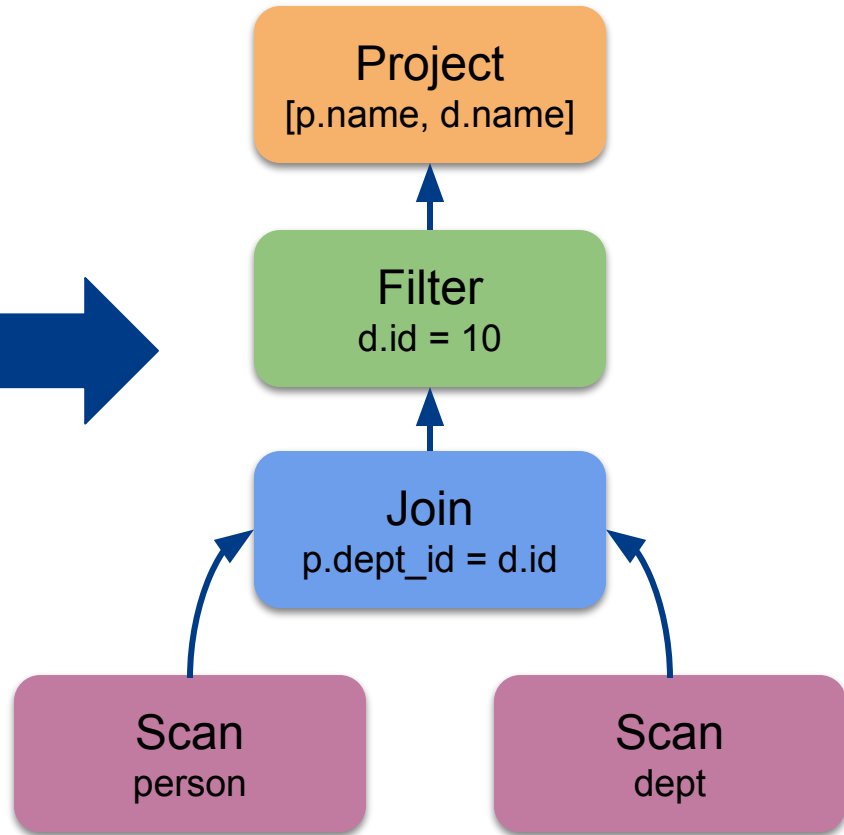 Project
[p.name, d.name]
Filter
d.id = 10
Join
p.dept_id = d.id
Scan
person
Scan
dept